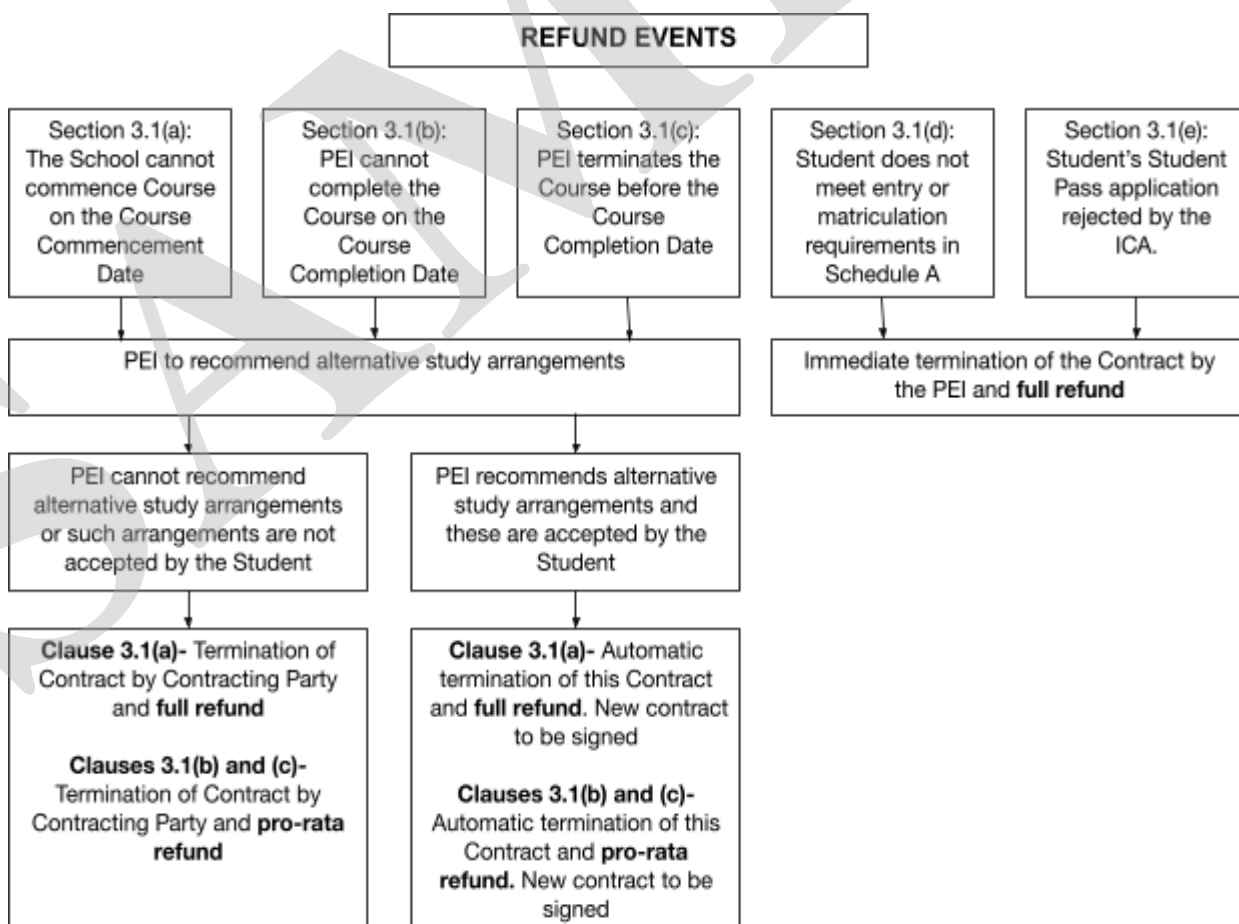 REFUND EVENTS
Section 3.1(a):
The School cannot
commence Course
on the Course
Commencement
Date
Section 3.1(b):
PEI cannot
complete the
Course on the
Course
Completion Date
Section 3.1(c):
PEI terminates the
Course before the
Course
Completion Date
Section 3.1(d):
Student does not
meet entry or
matriculation
requirements in
Schedule A
Section 3.1(e):
Student's Student
Pass application
rejected by the
ICA.
PEI to recommend alternative study arrangements
Immediate termination of the Contract by
the PEI and full refund
PEI cannot recommend
alternative study arrangements
or such arrangements are not
accepted by the Student
PEI recommends alternative
study arrangements and
these are accepted by the
Student
Clause 3.1(a)- Termination of
Contract by Contracting Party
and full refund
Clauses 3.1(b) and (c)-
Termination of Contract by
Contracting Party and pro-rata
refund
Clause 3.1(a)- Automatic
termination of this Contract
and full refund. New contract
to be signed
Clauses 3.1(b) and (c)-
Automatic termination of this
Contract and pro-rata
refund. New contract to be
signed